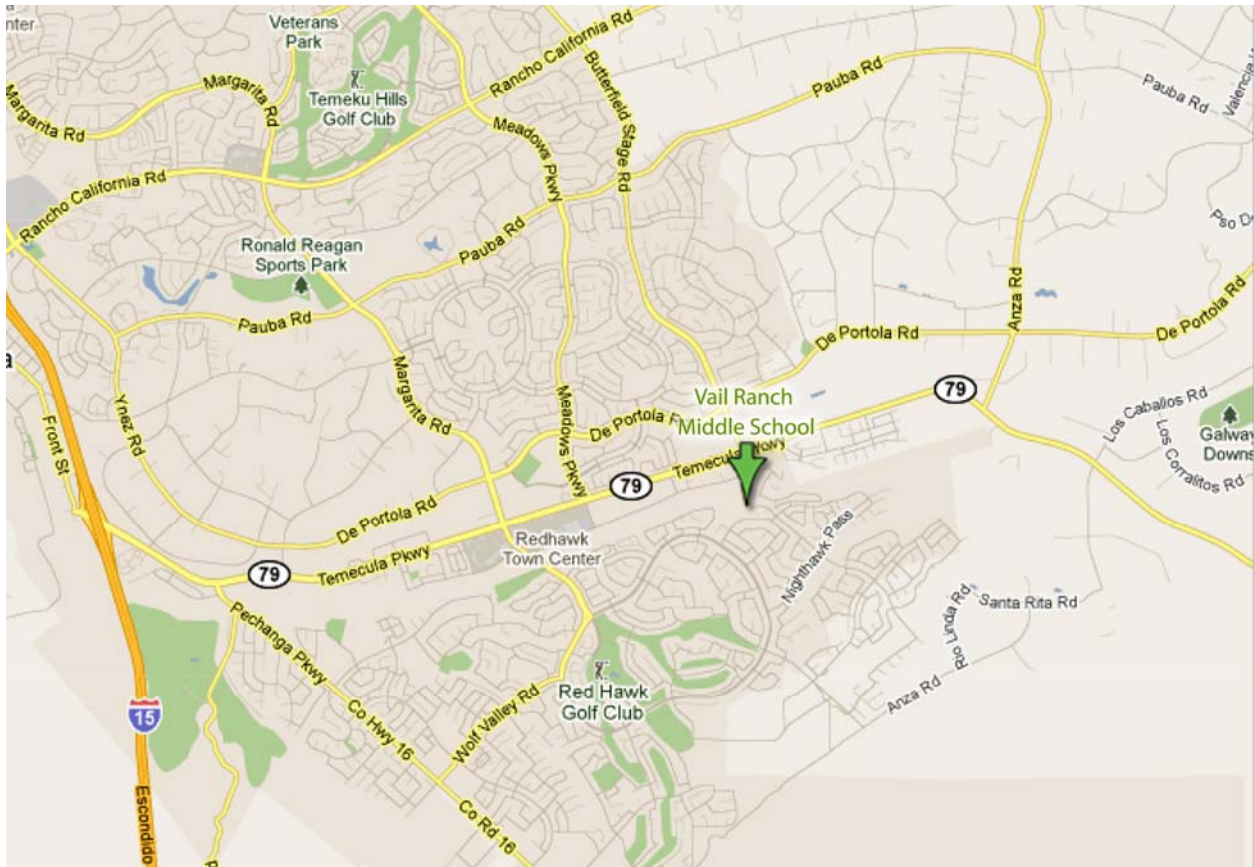 nter
Veterans
Park
Rancho California Rd
Margarita Rd
Margarita Rd
Temeku Hills
Golf Club
Butterfield Stage Rd
Pauba Rd
Pauba Rd
Meadows Pkwy
Rancho California Rd
Pauba Rd
Ronald Reagan
Sports Park
Pauba Rd
Anza Rd
De Portola Rd
De Portola Rd
a
Front St
Ynez Rd
Margarita Rd
Meadows Pkwy
De Portola
Vail Ranch
Middle School
79
Los Caballos Rd
Los Corralitos Rd
Galway
Downs
79
Temecula Pkwy
De Portola Rd
Redhawk
Town Center
79
Temecula Pkwy
Nighthawk Pass
Pechanga Pkwy
Santa Rita Rd
Rio Linda Rd
Anza Rd
Red Hawk
Golf Club
Co Hwy 16
Wolf Valley Rd
15
Escondido
Co Rd 16